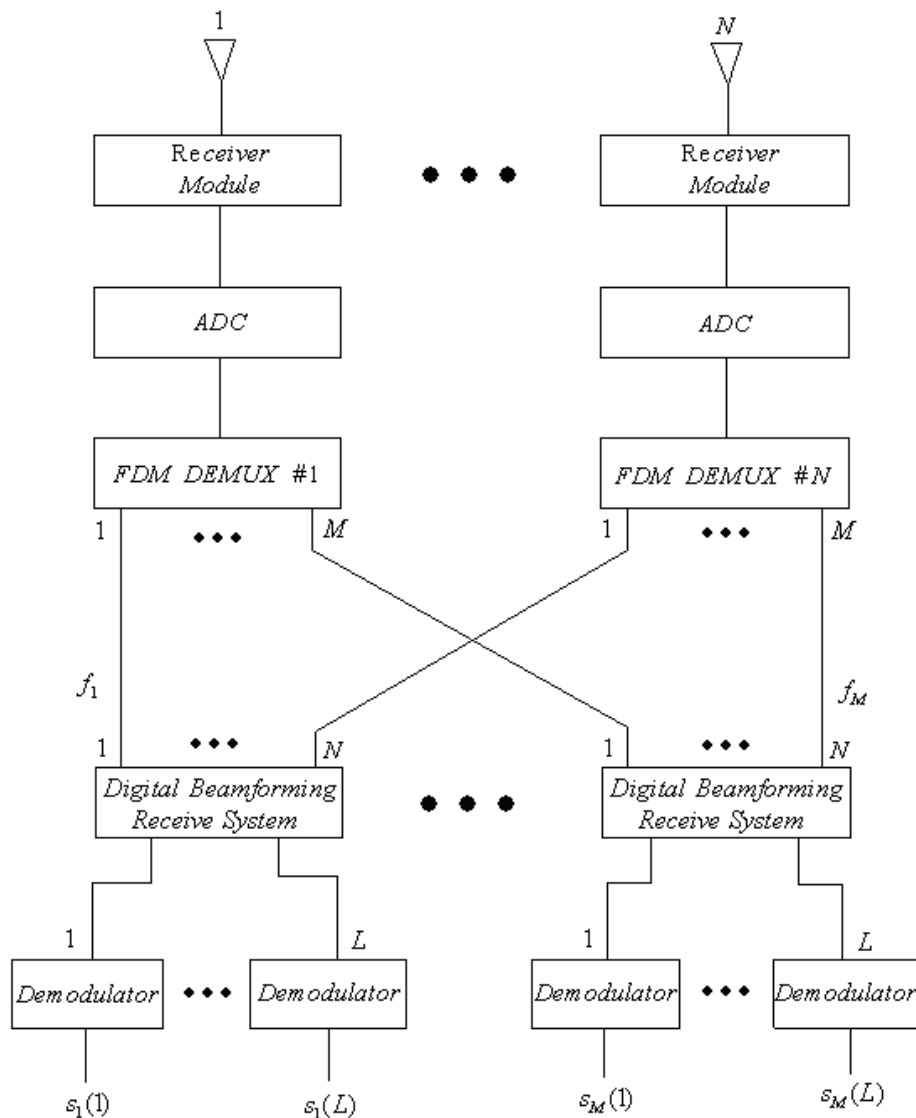 1 N
Receiver Module Receiver Module
ADC ADC
FDM DEMUX #1 FDM DEMUX #N
1 M 1 M
f1 fM
1 N 1 N
Digital Beamforming Receive System Digital Beamforming Receive System
1 L 1 L
Demodulator Demodulator Demodulator Demodulator
s1(1) s1(L) sM(1) sM(L)